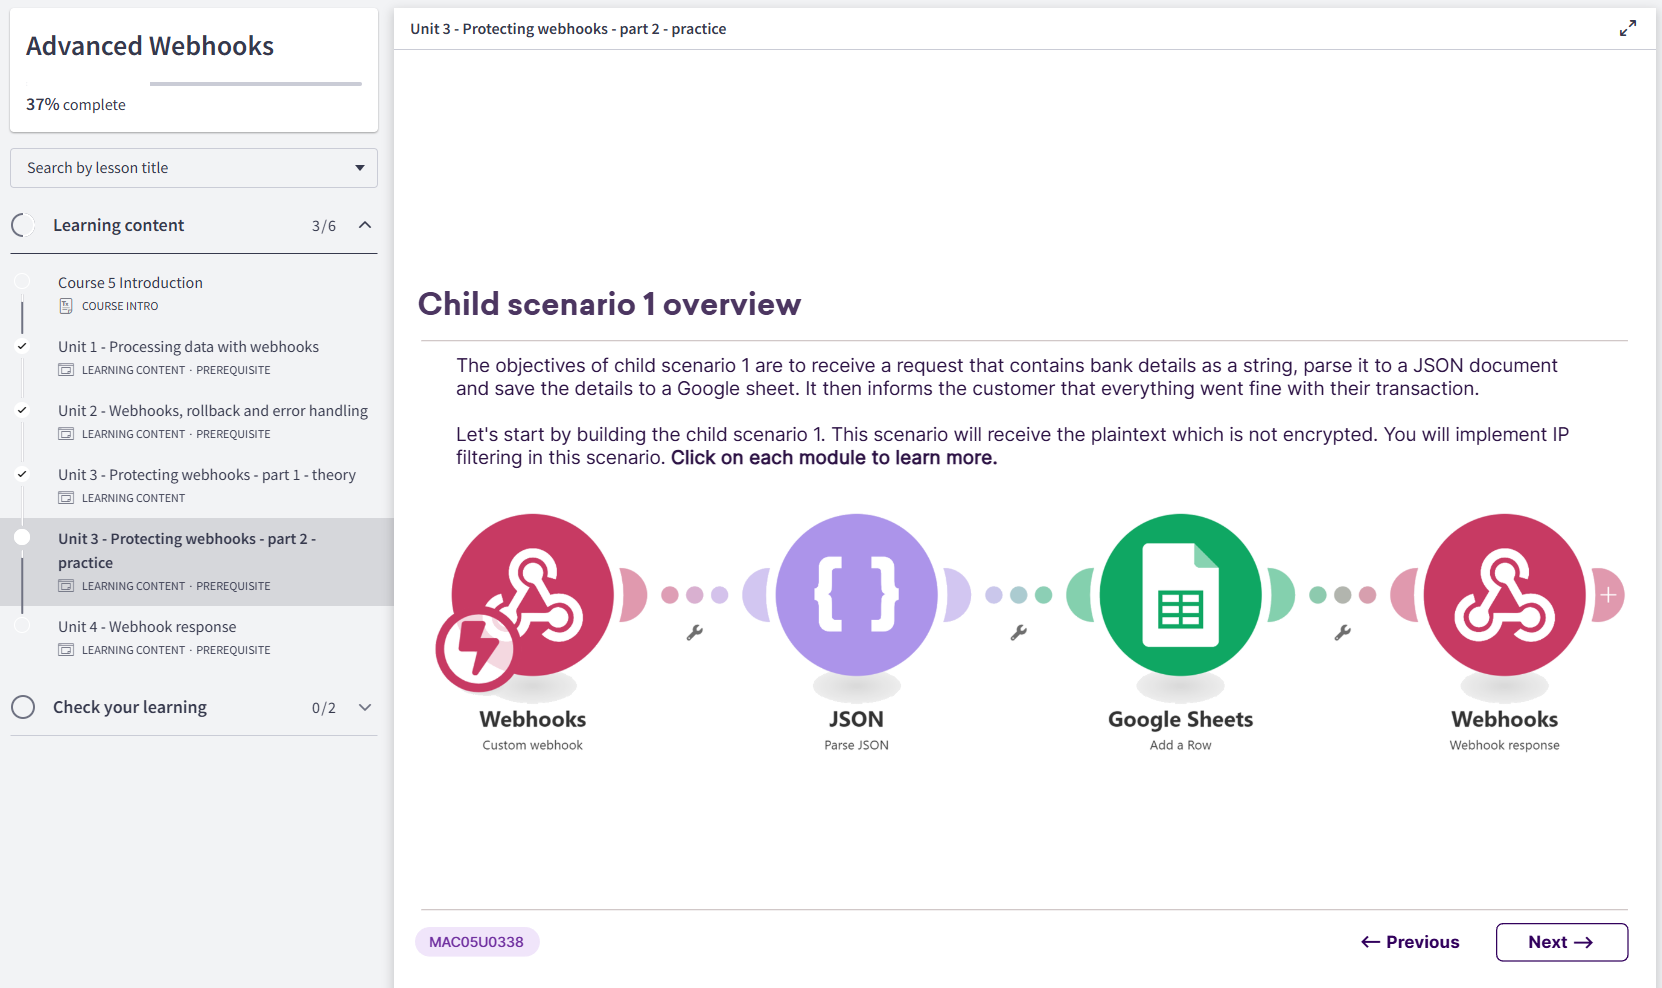 Advanced Webhooks
37% complete
Search by lesson title
Learning content 3/6
Course 5 Introduction
COURSE INTRO
Unit 1 - Processing data with webhooks
LEARNING CONTENT · PREREQUISITE
Unit 2 - Webhooks, rollback and error handling
LEARNING CONTENT · PREREQUISITE
Unit 3 - Protecting webhooks - part 1 - theory
LEARNING CONTENT
Unit 3 - Protecting webhooks - part 2 -
practice
LEARNING CONTENT · PREREQUISITE
Unit 4 - Webhook response
LEARNING CONTENT · PREREQUISITE
Check your learning 0/2
Unit 3 - Protecting webhooks - part 2 - practice
Child scenario 1 overview
The objectives of child scenario 1 are to receive a request that contains bank details as a string, parse it to a JSON document
and save the details to a Google sheet. It then informs the customer that everything went fine with their transaction.
Let's start by building the child scenario 1. This scenario will receive the plaintext which is not encrypted. You will implement IP
filtering in this scenario. Click on each module to learn more.
Webhooks
Custom webhook
JSON
Parse JSON
Google Sheets
Add a Row
Webhooks
Webhook response
MAC05U0338
← Previous
Next →